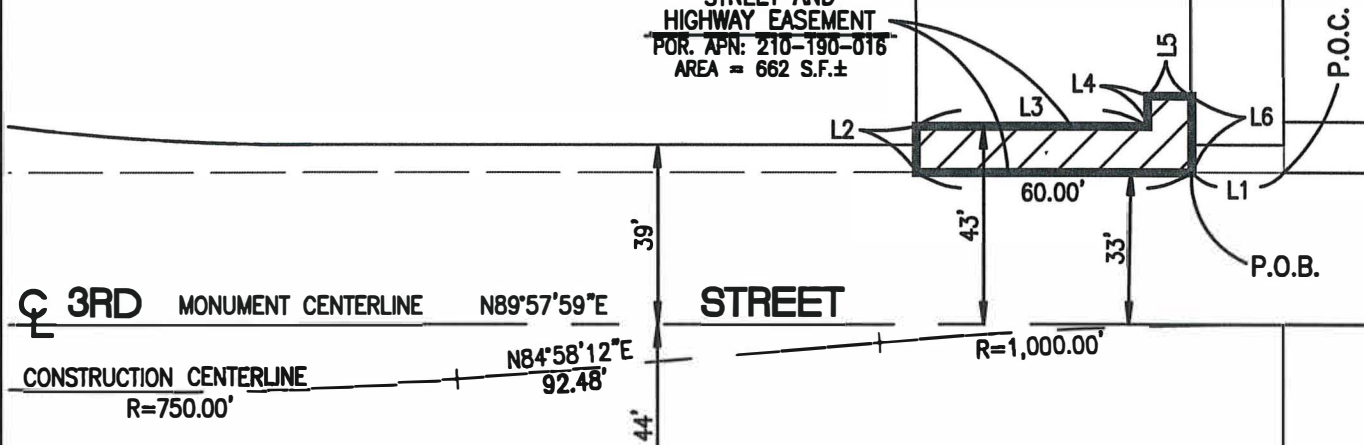 STREET AND
HIGHWAY EASEMENT
POR. APN: 210-190-016
AREA = 662 S.F.±
L5
P.O.C.
L4
L3
L2
L6
60.00'
L1
39'
43'
33'
P.O.B.
℄ 3RD MONUMENT CENTERLINE N89°57'59"E STREET
N84°58'12"E
92.48'
R=1,000.00'
CONSTRUCTION CENTERLINE
R=750.00'
44'